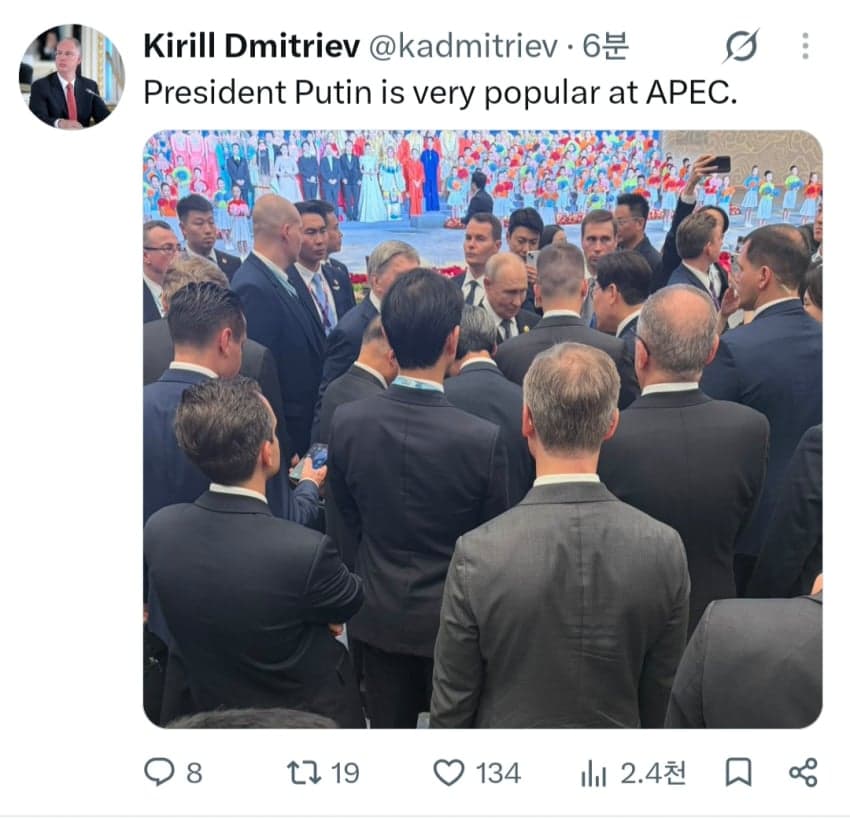 Kirill Dmitriev @kadmitriev · 6분
President Putin is very popular at APEC.
8 19 134 2.4천